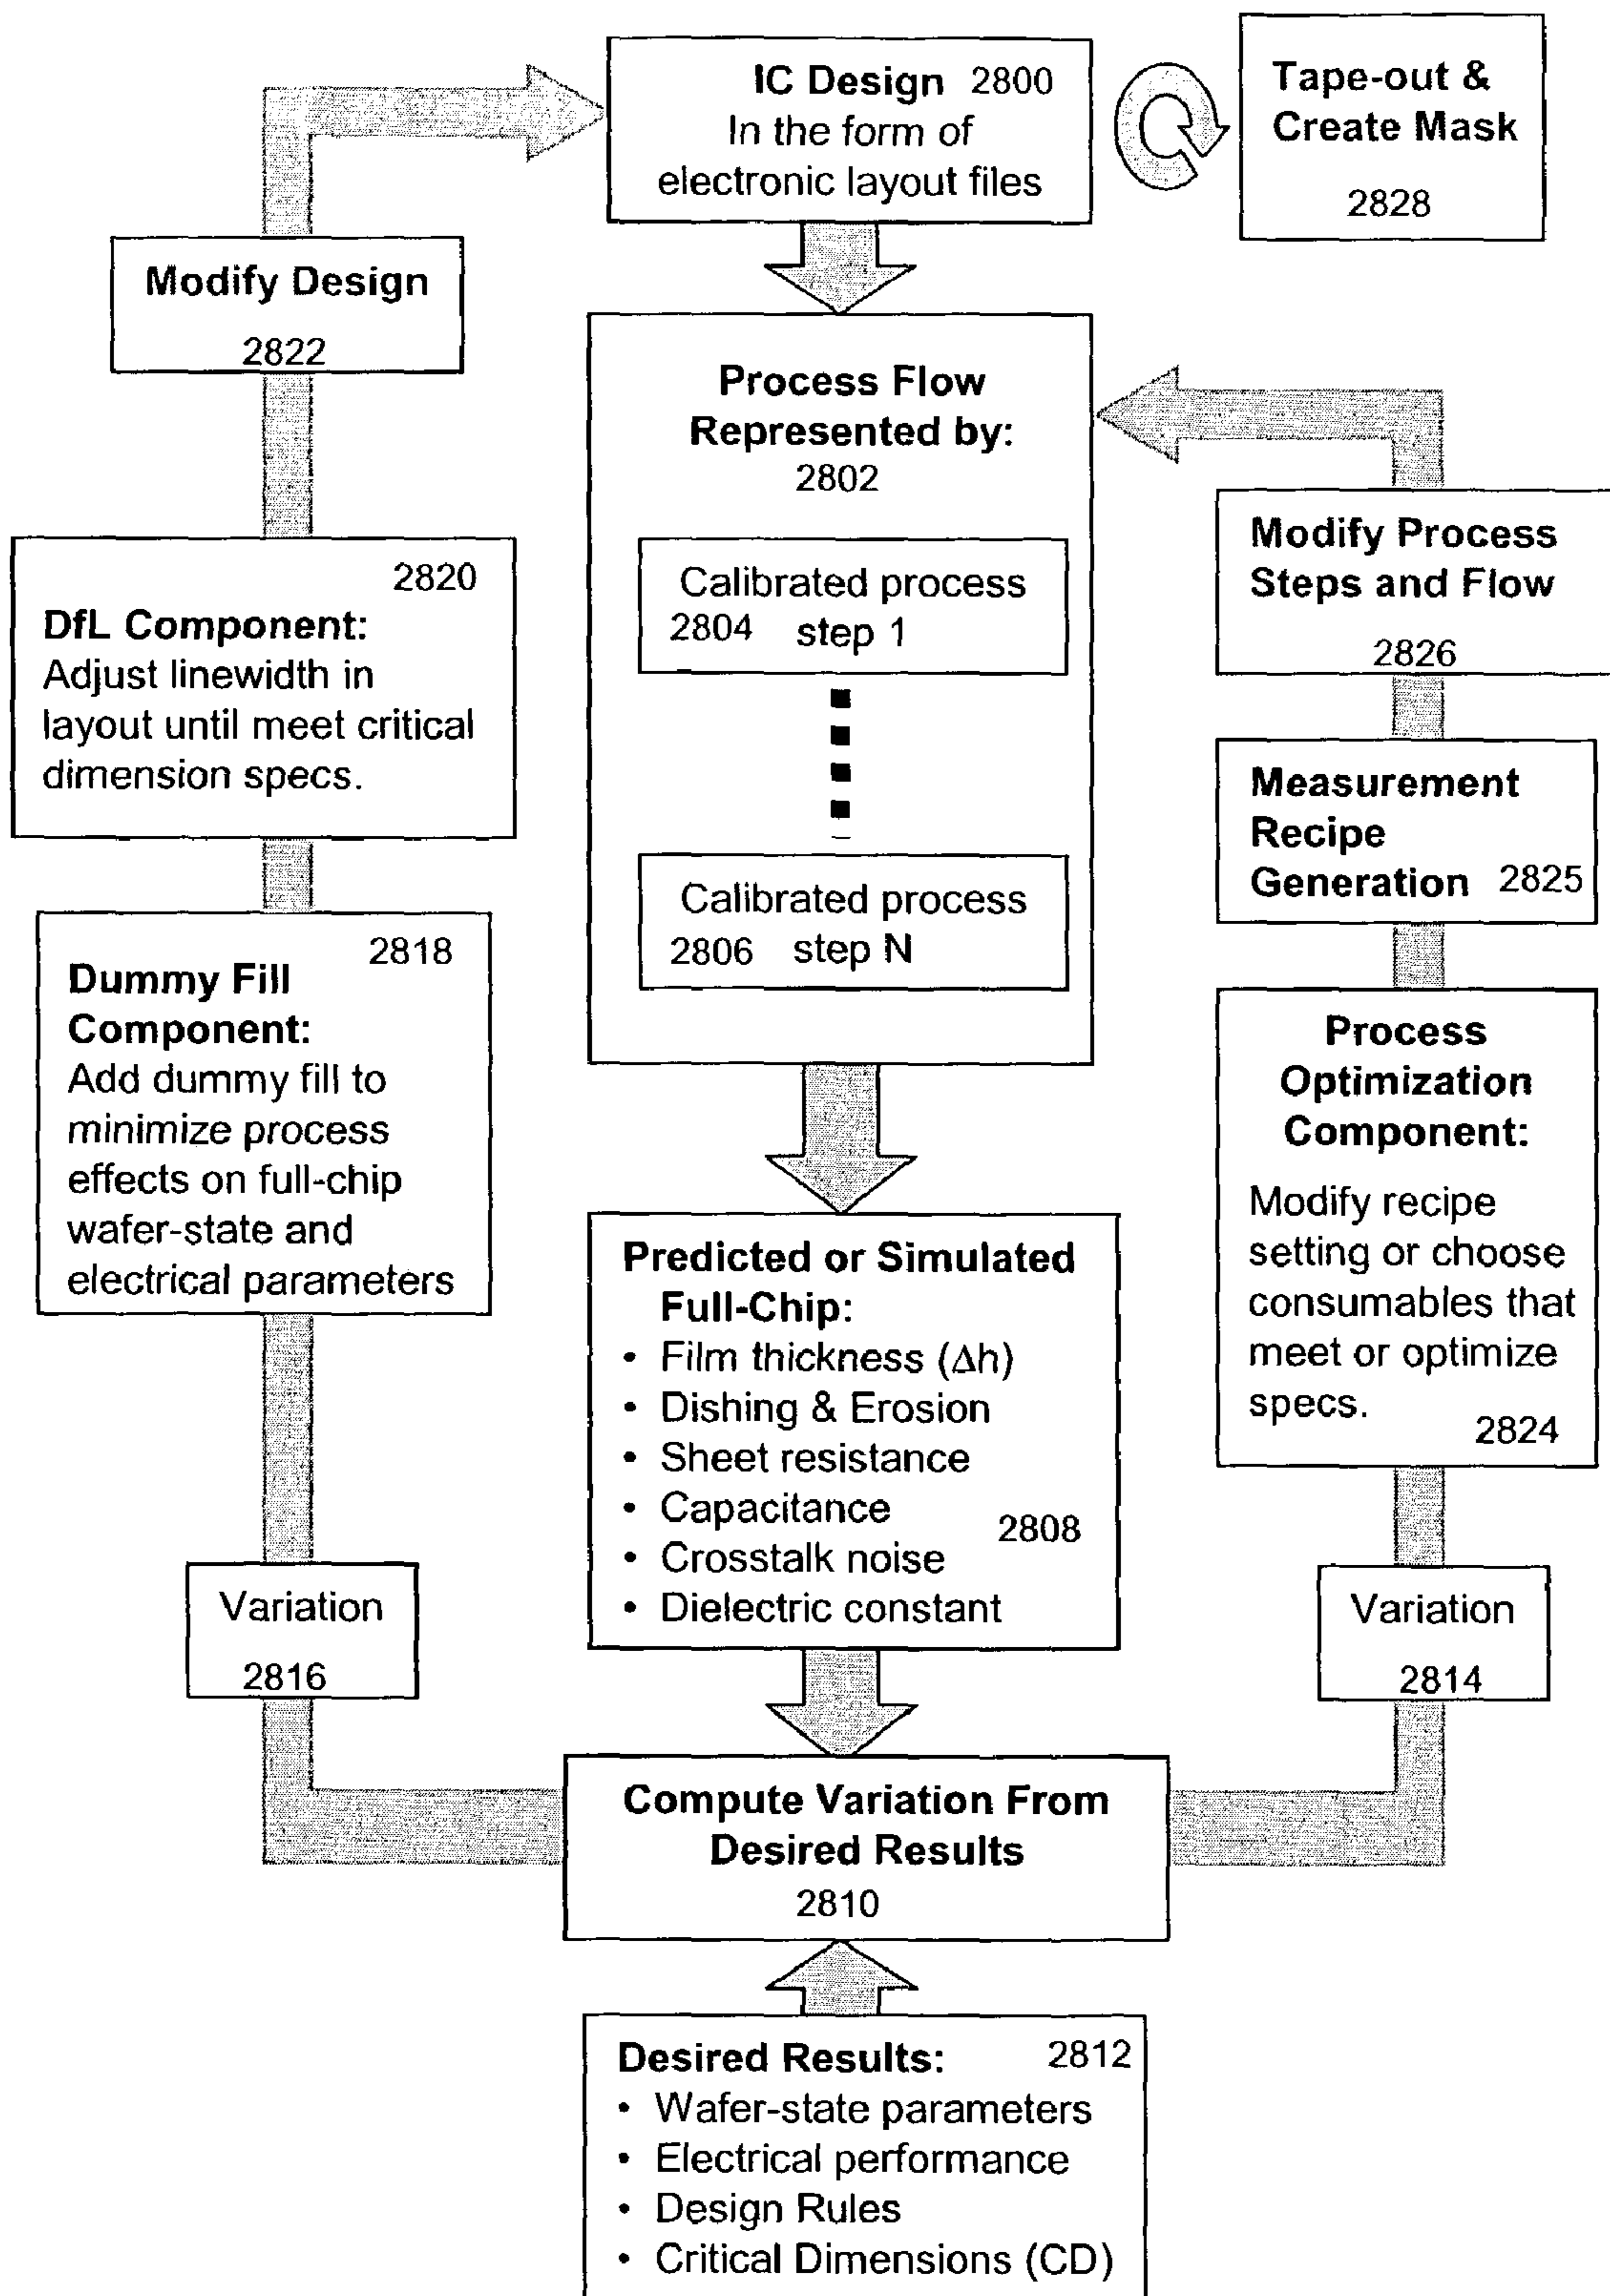 IC Design 2800
In the form of
electronic layout files
Tape-out &
Create Mask
2828
Modify Design
2822
Process Flow
Represented by:
2802
Calibrated process
2804 step 1
Calibrated process
2806 step N
Modify Process
Steps and Flow
2826
2820
DfL Component:
Adjust linewidth in
layout until meet critical
dimension specs.
Measurement
Recipe
Generation 2825
2818
Dummy Fill
Component:
Add dummy fill to
minimize process
effects on full-chip
wafer-state and
electrical parameters
Process
Optimization
Component:
Modify recipe
setting or choose
consumables that
meet or optimize
specs.
2824
Predicted or Simulated
Full-Chip:
• Film thickness (Δh)
• Dishing & Erosion
• Sheet resistance
• Capacitance
2808
• Crosstalk noise
• Dielectric constant
Variation
2816
Variation
2814
Compute Variation From
Desired Results
2810
Desired Results: 2812
• Wafer-state parameters
• Electrical performance
• Design Rules
• Critical Dimensions (CD)